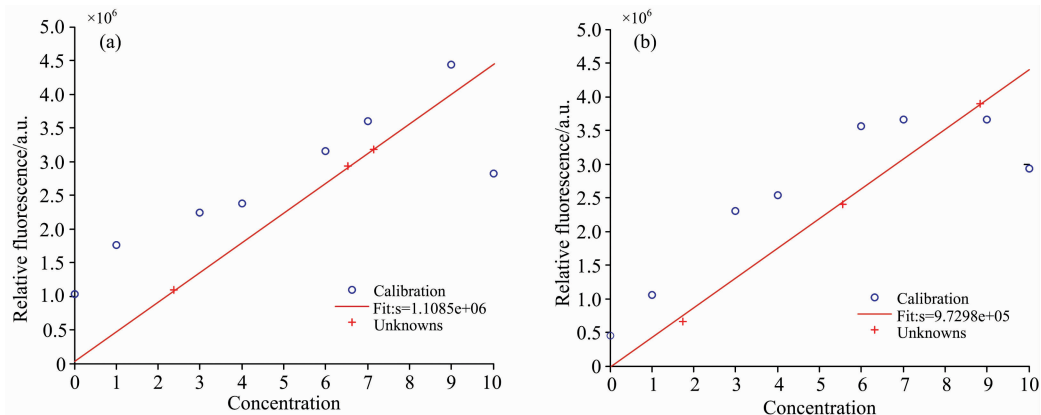 ×10⁶
(a)
5.0
4.5
4.0
3.5
3.0
2.5
2.0
1.5
1.0
0.5
0
Relative fluorescence/a.u.
Calibration
Fit:s=1.1085e+06
Unknowns
0 1 2 3 4 5 6 7 8 9 10
Concentration
×10⁶
(b)
5.0
4.5
4.0
3.5
3.0
2.5
2.0
1.5
1.0
0.5
0
Relative fluorescence/a.u.
Calibration
Fit:s=9.7298e+05
Unknowns
0 1 2 3 4 5 6 7 8 9 10
Concentration